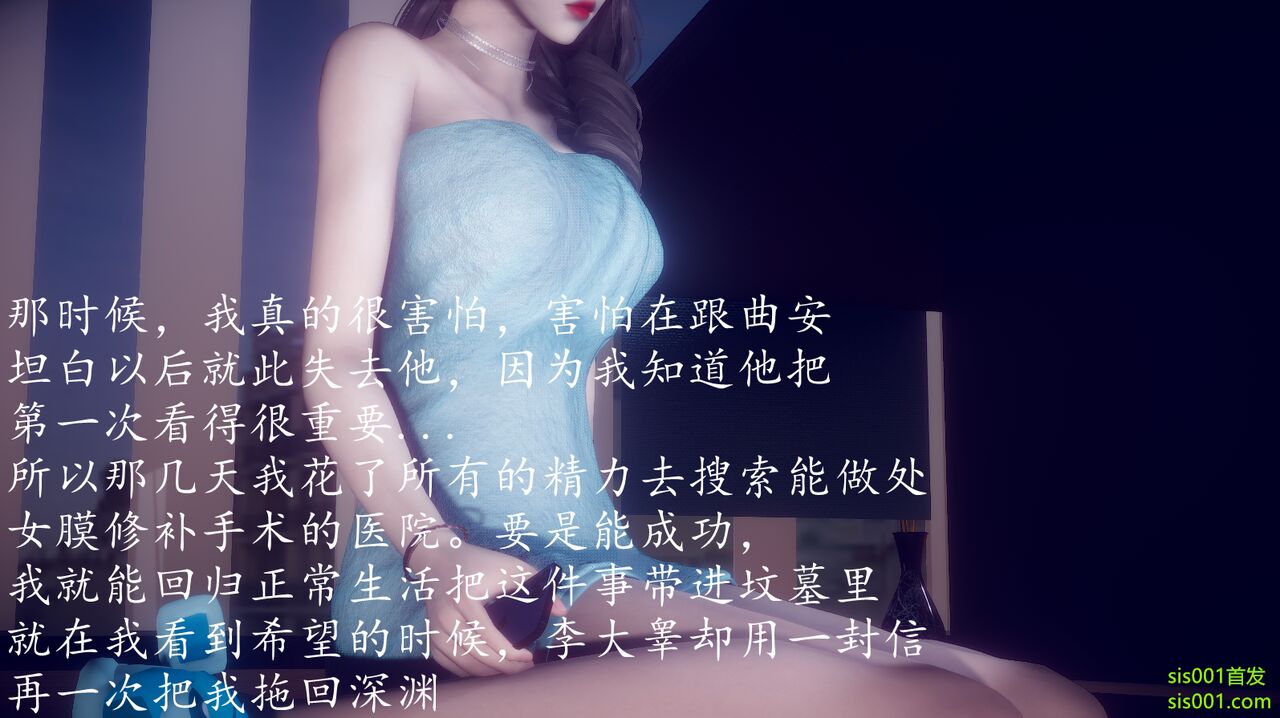 那时候，我真的很害怕，害怕在跟曲安
坦白以后就此失去他，因为我知道他把
第一次看得很重要...
所以那几天我花了所有的精力去搜索能做处
女膜修补手术的医院。要是能成功，
我就能回归正常生活把这件事带进坟墓里
就在我看到希望的时候，李大睾却用一封信
再一次把我拖回深渊
sis001首发
sis001.com